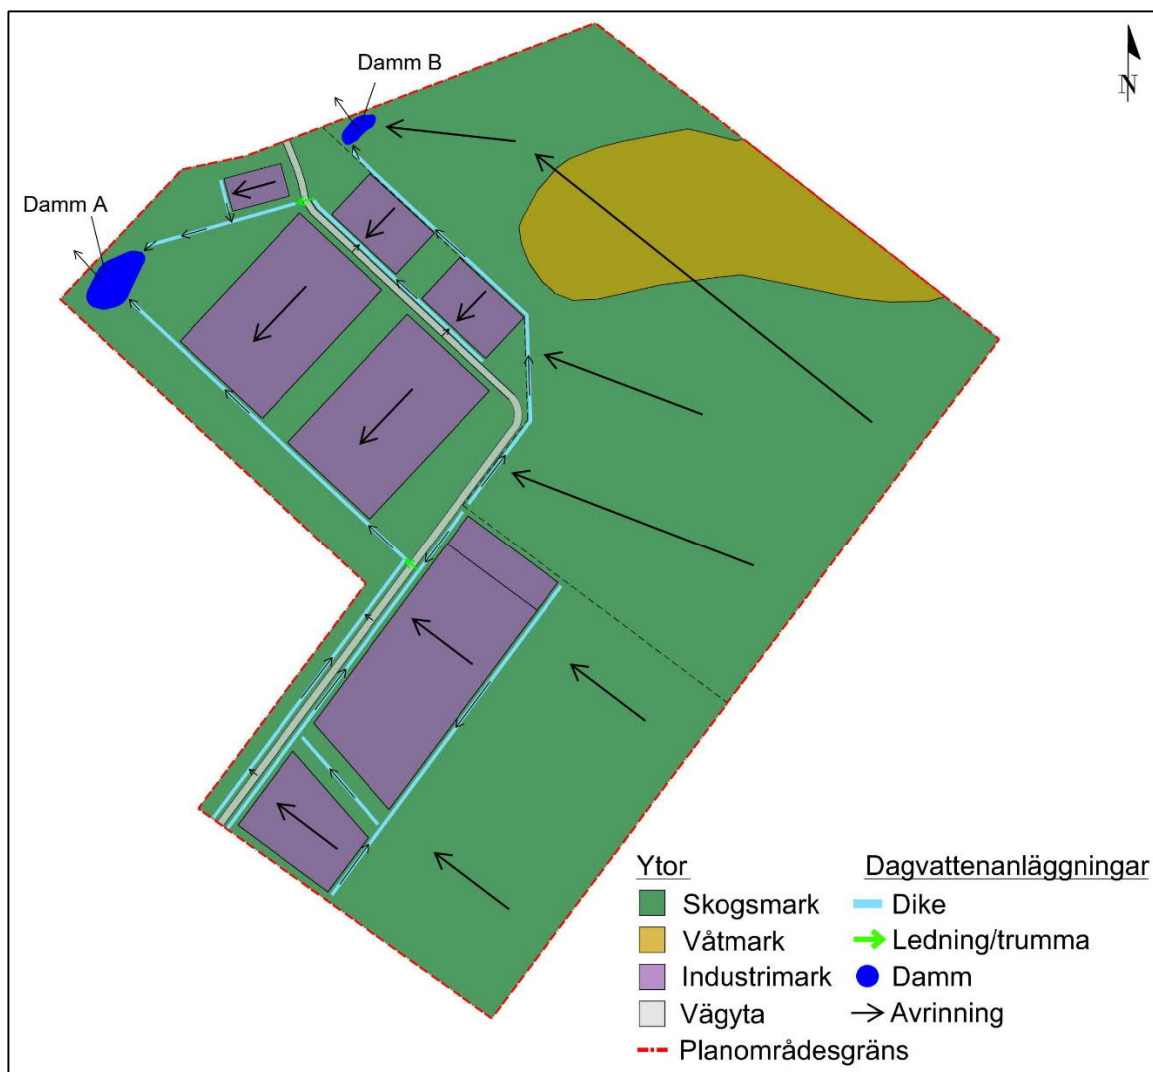 Damm B
N
Damm A
Ytor
Skogsmark
Våtmark
Industrimark
Vägyta
Planområdesgräns
Dagvattenanläggningar
Dike
Ledning/trumma
Damm
Avrinning